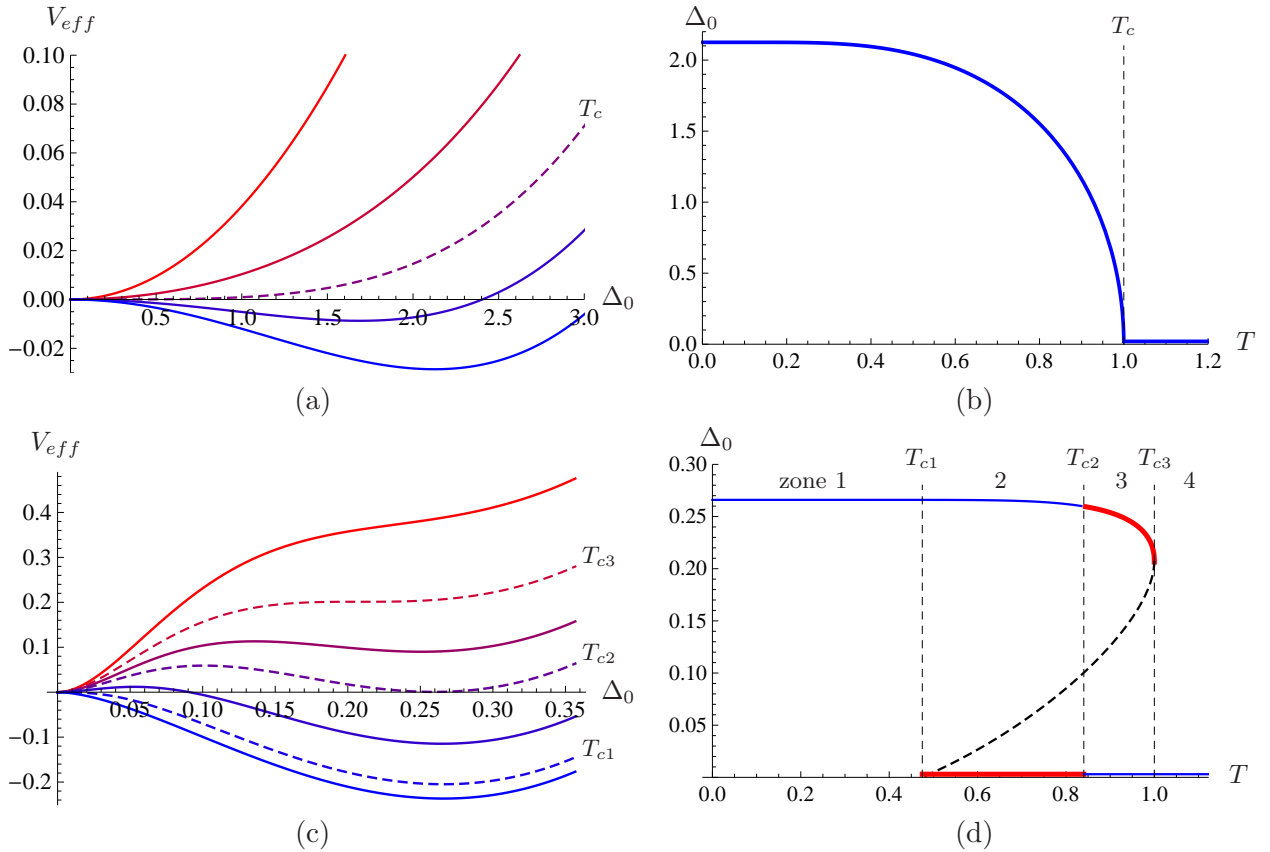 V_eff
0.10
0.08
0.06
0.04
0.02
0.00
−0.02
0.5 1.0 1.5 2.0 2.5 3.0
Δ_0
T_c
(a)
Δ_0
T_c
2.0
1.5
1.0
0.5
0.0
0.0 0.2 0.4 0.6 0.8 1.0 1.2
T
(b)
V_eff
0.4
0.3
0.2
0.1
0
−0.1
−0.2
0.05 0.10 0.15 0.20 0.25 0.30 0.35
Δ_0
T_c3
T_c2
T_c1
(c)
Δ_0
T_c1 T_c2 T_c3
zone 1 2 3 4
0.30
0.25
0.20
0.15
0.10
0.05
0.0 0.2 0.4 0.6 0.8 1.0
T
(d)